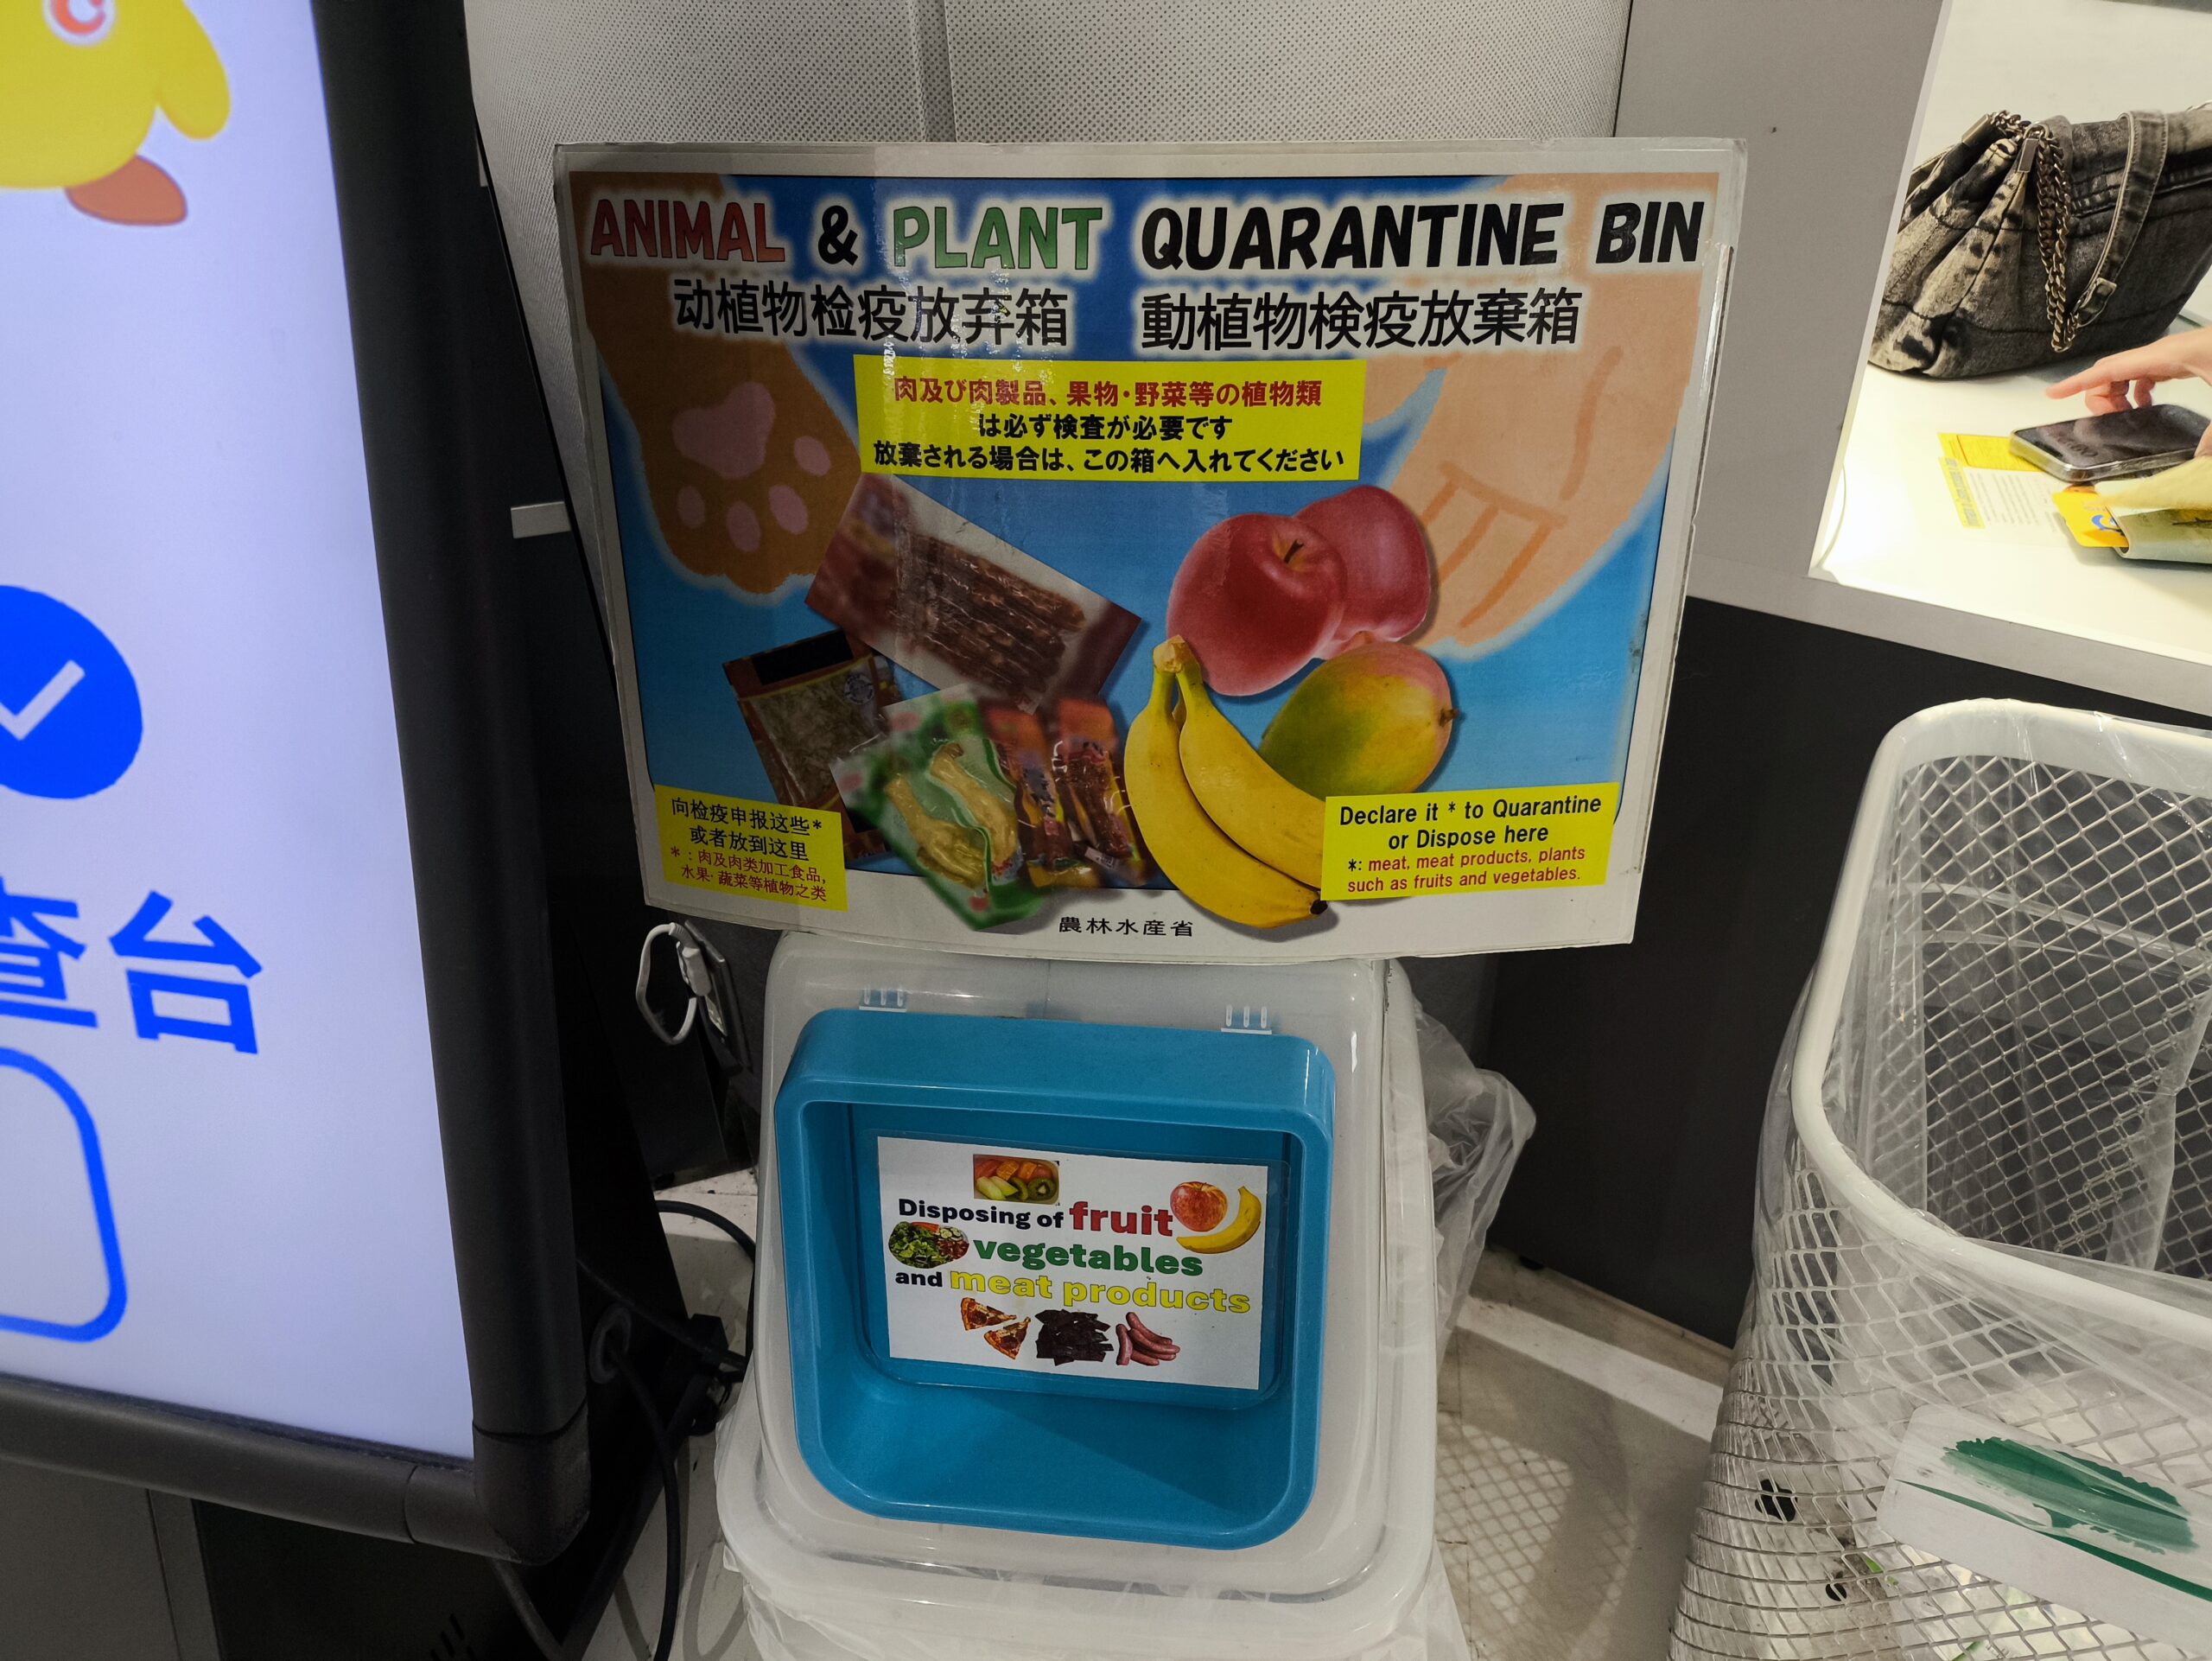 ANIMAL & PLANT QUARANTINE BIN
动植物检疫放弃箱 動植物検疫放棄箱
肉及び肉製品、果物・野菜等の植物類
は必ず検査が必要です
放棄される場合は、この箱へ入れてください
向检疫申报这些*
或者放到这里
*：肉及肉类加工食品，
水果·蔬菜等植物之类
Declare it * to Quarantine
or Dispose here
*: meat, meat products, plants
such as fruits and vegetables.
農林水産省
査台
Disposing of fruit
vegetables
and meat products